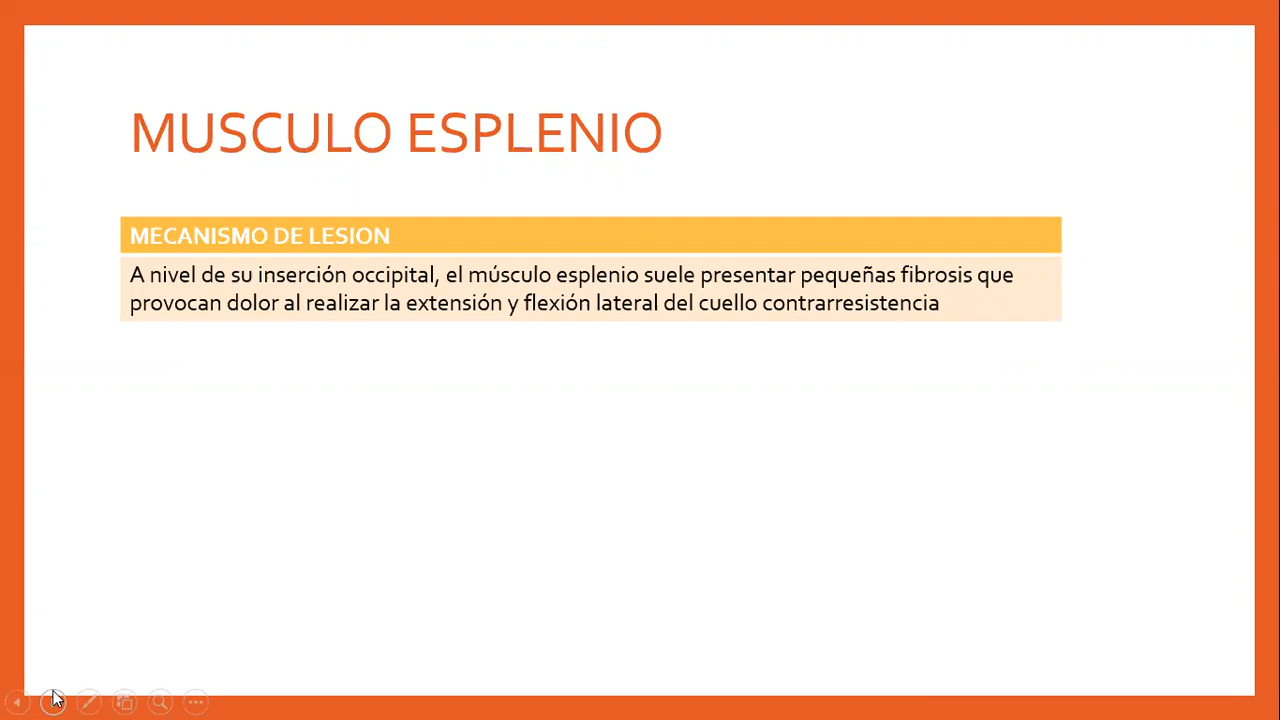 MUSCULO ESPLENIO
MECANISMO DE LESION
A nivel de su inserción occipital, el músculo esplenio suele presentar pequeñas fibrosis que
provocan dolor al realizar la extensión y flexión lateral del cuello contrarresistencia